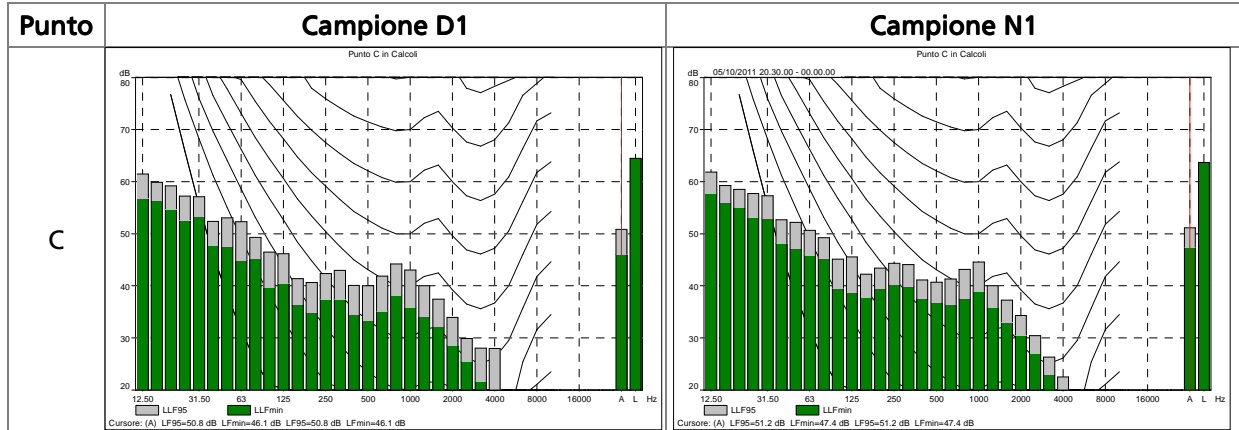 Punto Campione D1 Campione N1
C
Punto C in Calcoli
dB
80
70
60
50
40
30
20
12.50 31.50 63 125 250 500 1000 2000 4000 8000 16000 A L Hz
LLF95 LLFmin
Cursore: (A) LF95=50.8 dB LFmin=46.1 dB LF95=50.8 dB LFmin=46.1 dB
Punto C in Calcoli
dB 05/10/2011 20.30.00 - 00.00.00
80
70
60
50
40
30
20
12.50 31.50 63 125 250 500 1000 2000 4000 8000 16000 A L Hz
LLF95 LLFmin
Cursore: (A) LF95=51.2 dB LFmin=47.4 dB LF95=51.2 dB LFmin=47.4 dB